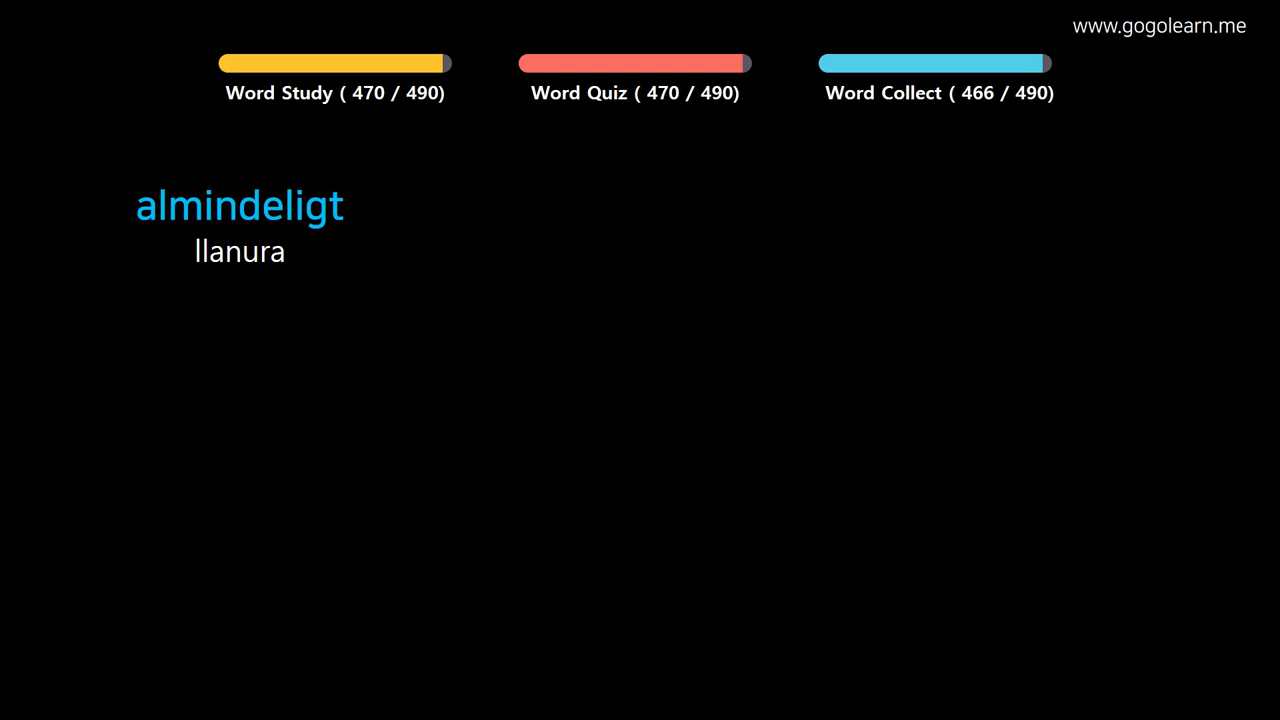 www.gogolearn.me
Word Study ( 470 / 490)
Word Quiz ( 470 / 490)
Word Collect ( 466 / 490)
almindeligt
llanura